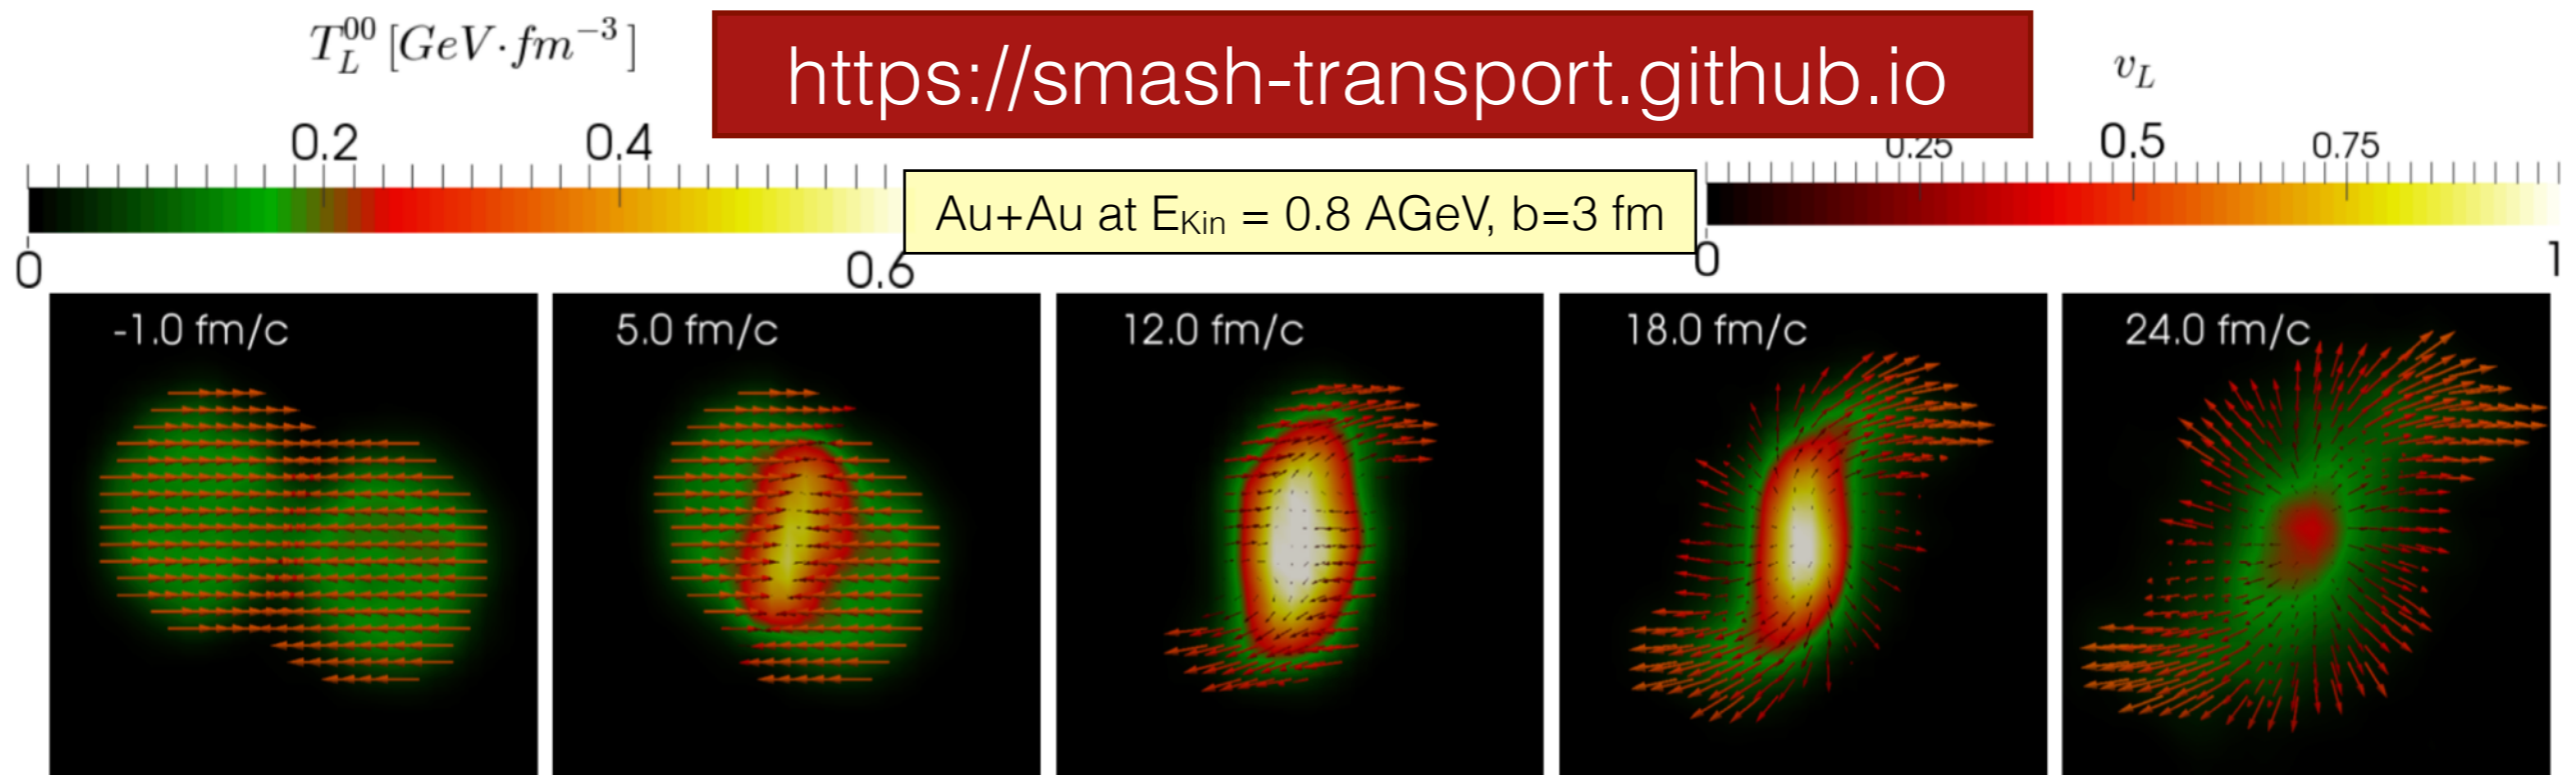 T_L^{00} [GeV·fm^{-3}]
https://smash-transport.github.io
v_L
0.2 0.4
0.25 0.5 0.75
Au+Au at E_Kin = 0.8 AGeV, b=3 fm
0 0.6
0 1
-1.0 fm/c
5.0 fm/c
12.0 fm/c
18.0 fm/c
24.0 fm/c